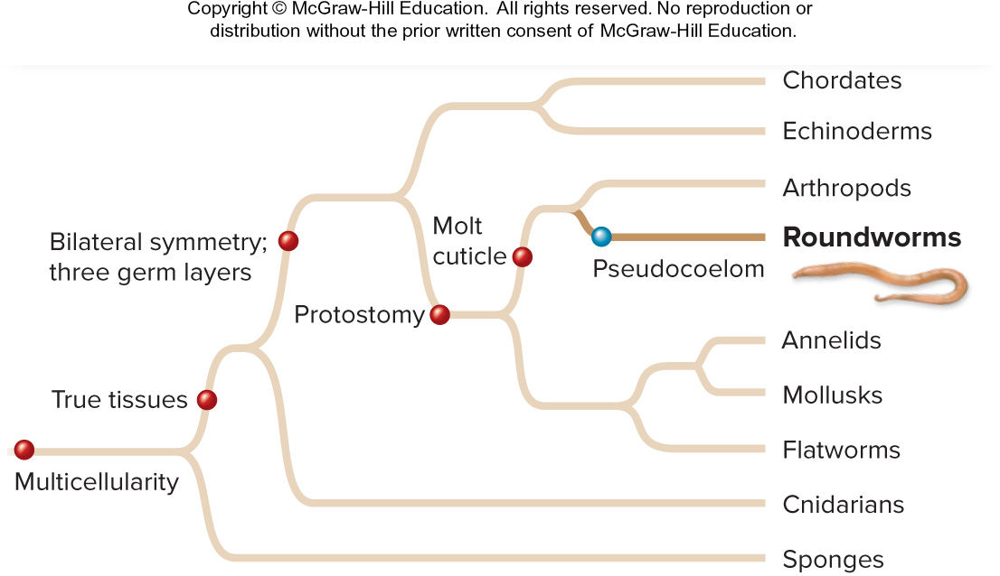 Copyright © McGraw-Hill Education. All rights reserved. No reproduction or
distribution without the prior written consent of McGraw-Hill Education.
Chordates
Echinoderms
Arthropods
Molt
cuticle
Bilateral symmetry;
three germ layers
Roundworms
Pseudocoelom
Protostomy
Annelids
True tissues
Mollusks
Flatworms
Multicellularity
Cnidarians
Sponges